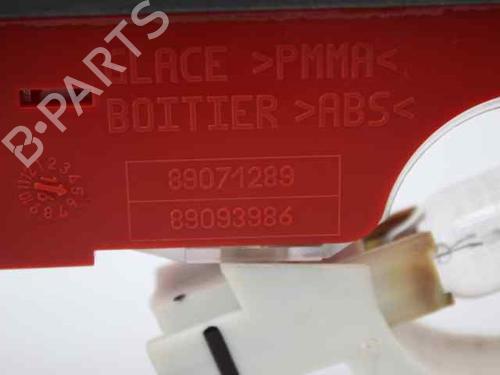 GLACE >PMMA<
BOITIER >ABS<
89071289
89093986
B-PARTS